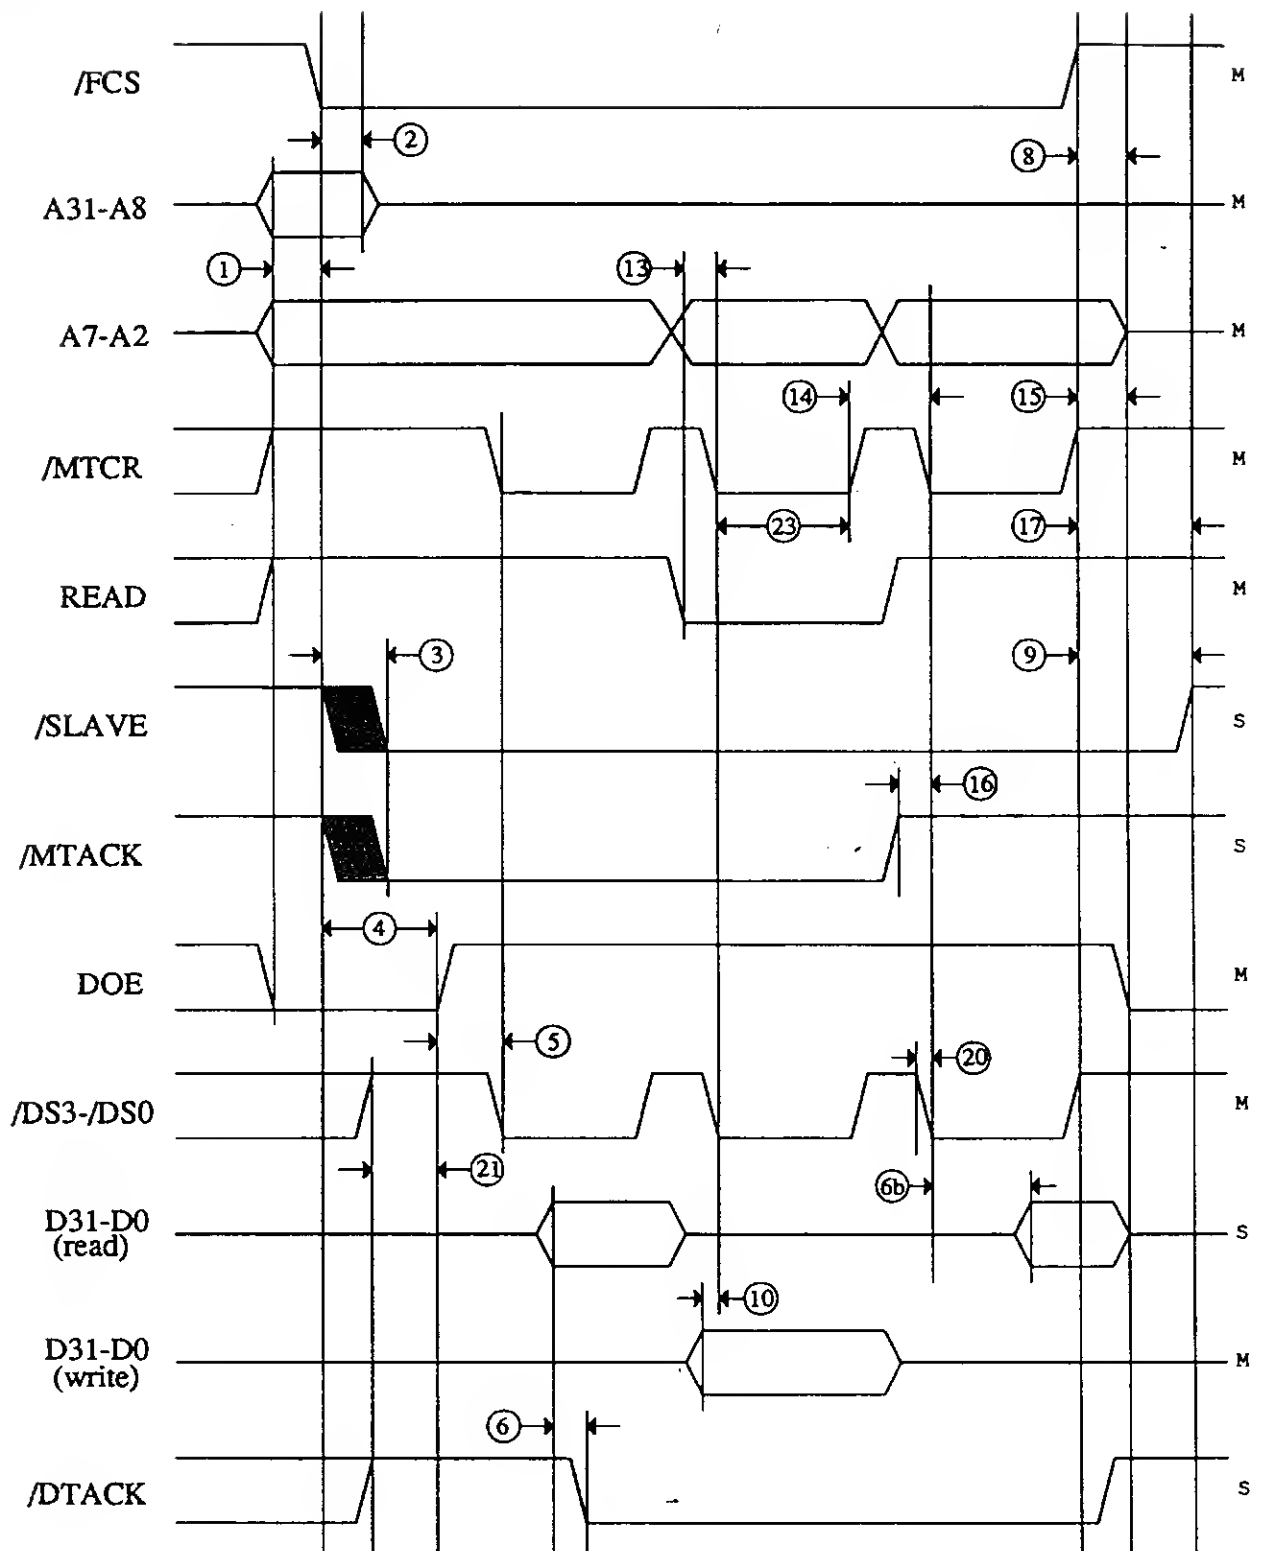 /FCS
M
②
⑧
A31-A8
M
①
⑬
A7-A2
M
⑭
⑮
/MTCR
M
㉓
⑰
READ
M
③
⑨
/SLAVE
S
⑯
/MTACK
S
④
DOE
M
⑤
⑳
/DS3-/DS0
M
㉑
6b
D31-D0
(read)
S
⑩
D31-D0
(write)
M
⑥
/DTACK
S